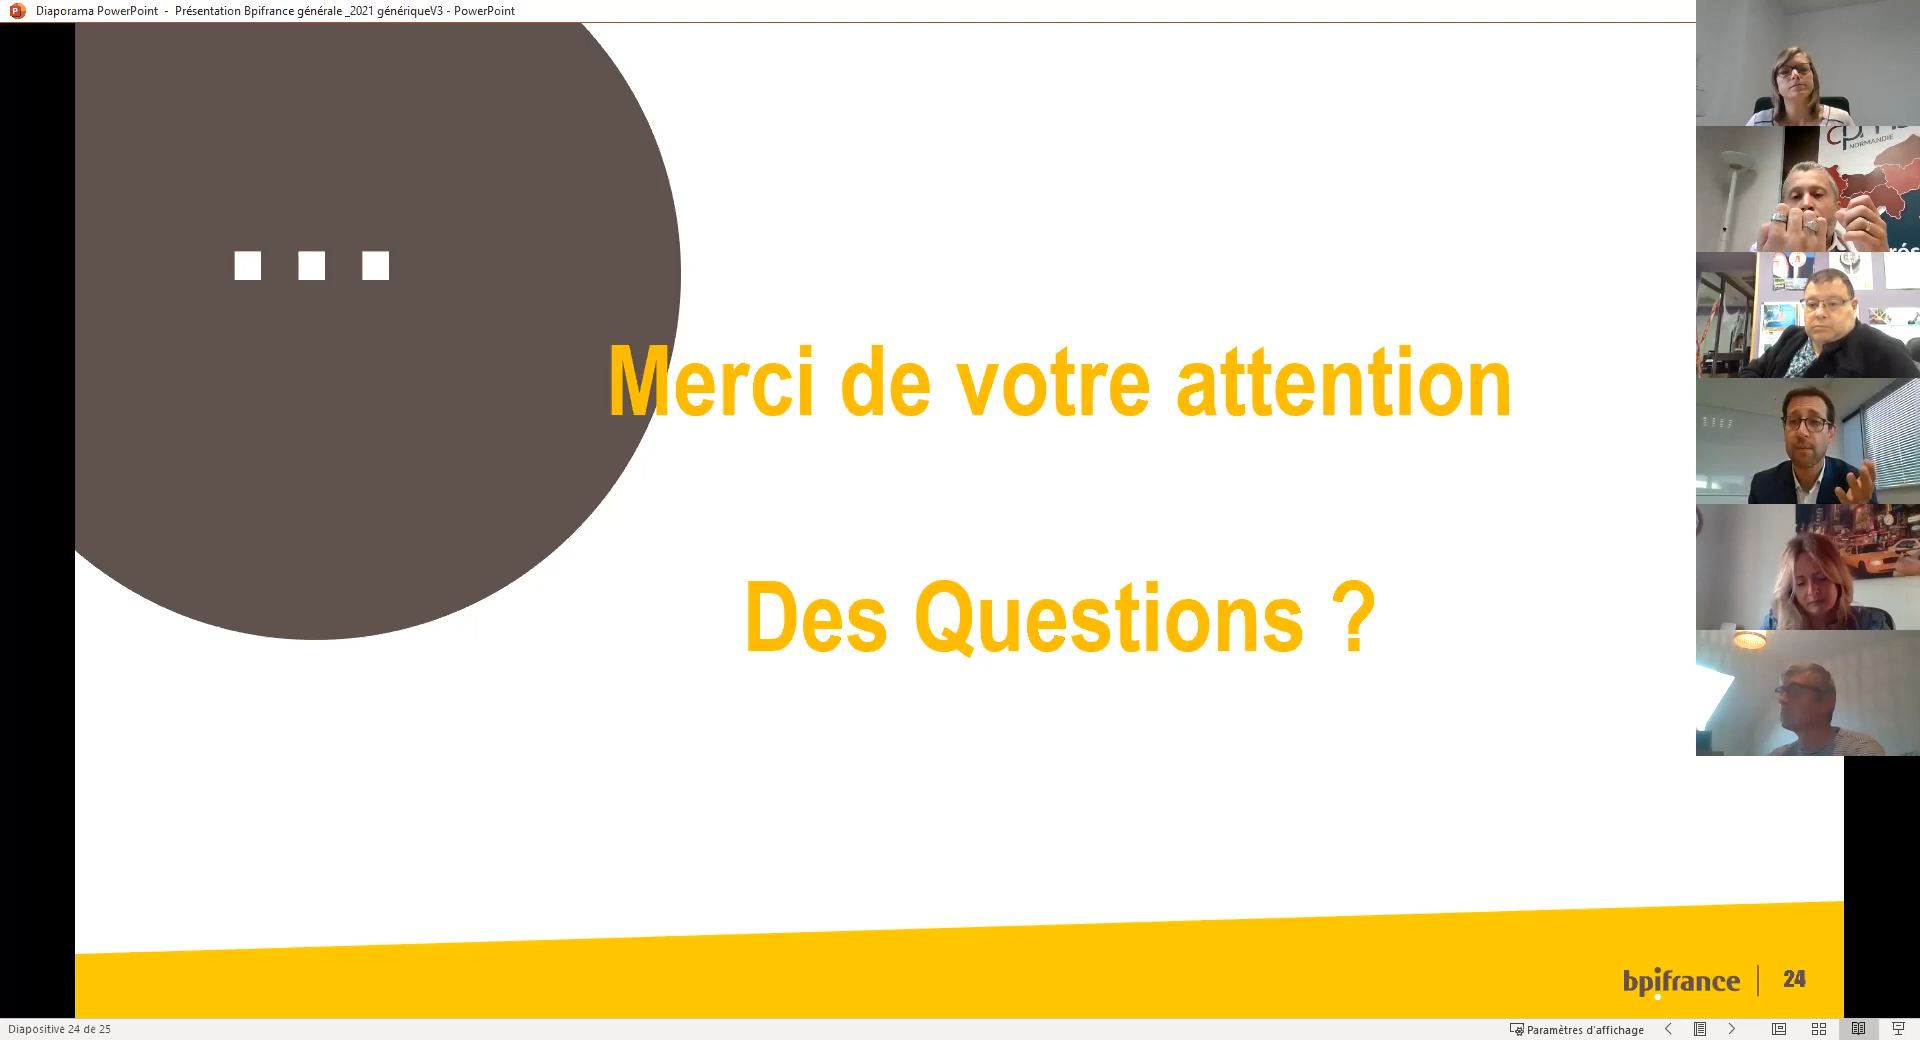 Diaporama PowerPoint - Présentation Bpifrance générale _2021 génériqueV3 - PowerPoint
NORMANDIE
Merci de votre attention
Des Questions ?
bpifrance
24
Diapositive 24 de 25
Paramètres d'affichage